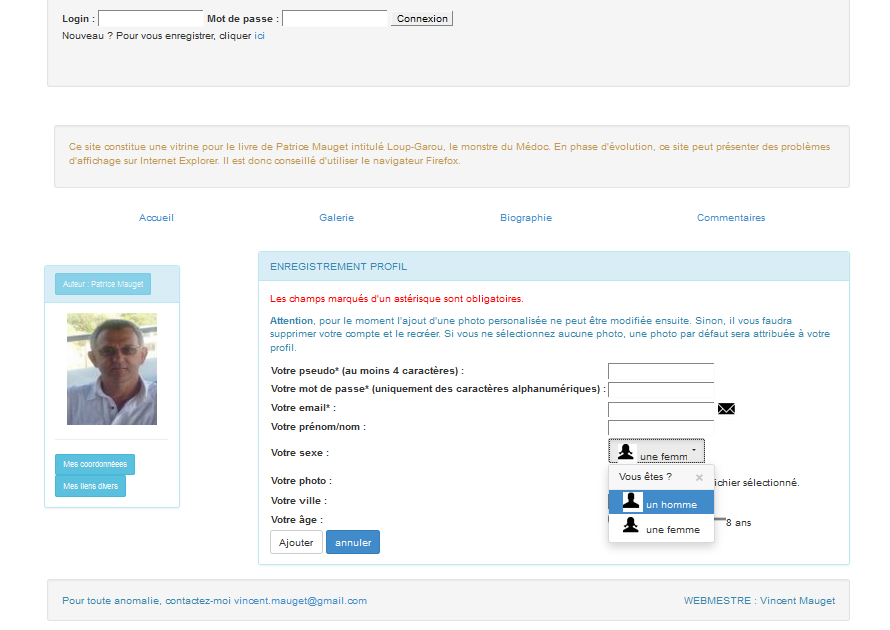 Login : Mot de passe : Connexion
Nouveau ? Pour vous enregistrer, cliquer ici
Ce site constitue une vitrine pour le livre de Patrice Mauget intitulé Loup-Garou, le monstre du Médoc. En phase d'évolution, ce site peut présenter des problèmes
d'affichage sur Internet Explorer. Il est donc conseillé d'utiliser le navigateur Firefox.
Accueil Galerie Biographie Commentaires
Auteur : Patrice Mauget
Mes coordonnéees
Mes liens divers
ENREGISTREMENT PROFIL
Les champs marqués d'un astérisque sont obligatoires.
Attention, pour le moment l'ajout d'une photo personalisée ne peut être modifiée ensuite. Sinon, il vous faudra
supprimer votre compte et le recréer. Si vous ne sélectionnez aucune photo, une photo par défaut sera attribuée à votre
profil.
Votre pseudo* (au moins 4 caractères) :
Votre mot de passe* (uniquement des caractères alphanumériques) :
Votre email* :
Votre prénom/nom :
Votre sexe : une femm
Vous êtes ? ×
un homme
une femme
Votre photo : ichier sélectionné.
Votre ville :
Votre âge : 8 ans
Ajouter annuler
Pour toute anomalie, contactez-moi vincent.mauget@gmail.com WEBMESTRE : Vincent Mauget